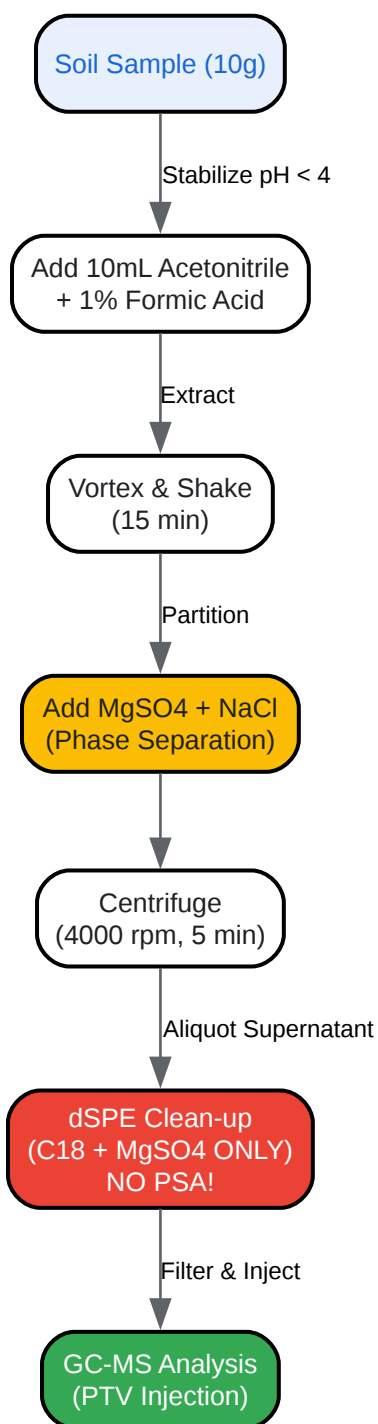 Soil Sample (10g)
Stabilize pH < 4
Add 10mL Acetonitrile
+ 1% Formic Acid
Extract
Vortex & Shake
(15 min)
Partition
Add MgSO4 + NaCl
(Phase Separation)
Centrifuge
(4000 rpm, 5 min)
Aliquot Supernatant
dSPE Clean-up
(C18 + MgSO4 ONLY)
NO PSA!
Filter & Inject
GC-MS Analysis
(PTV Injection)